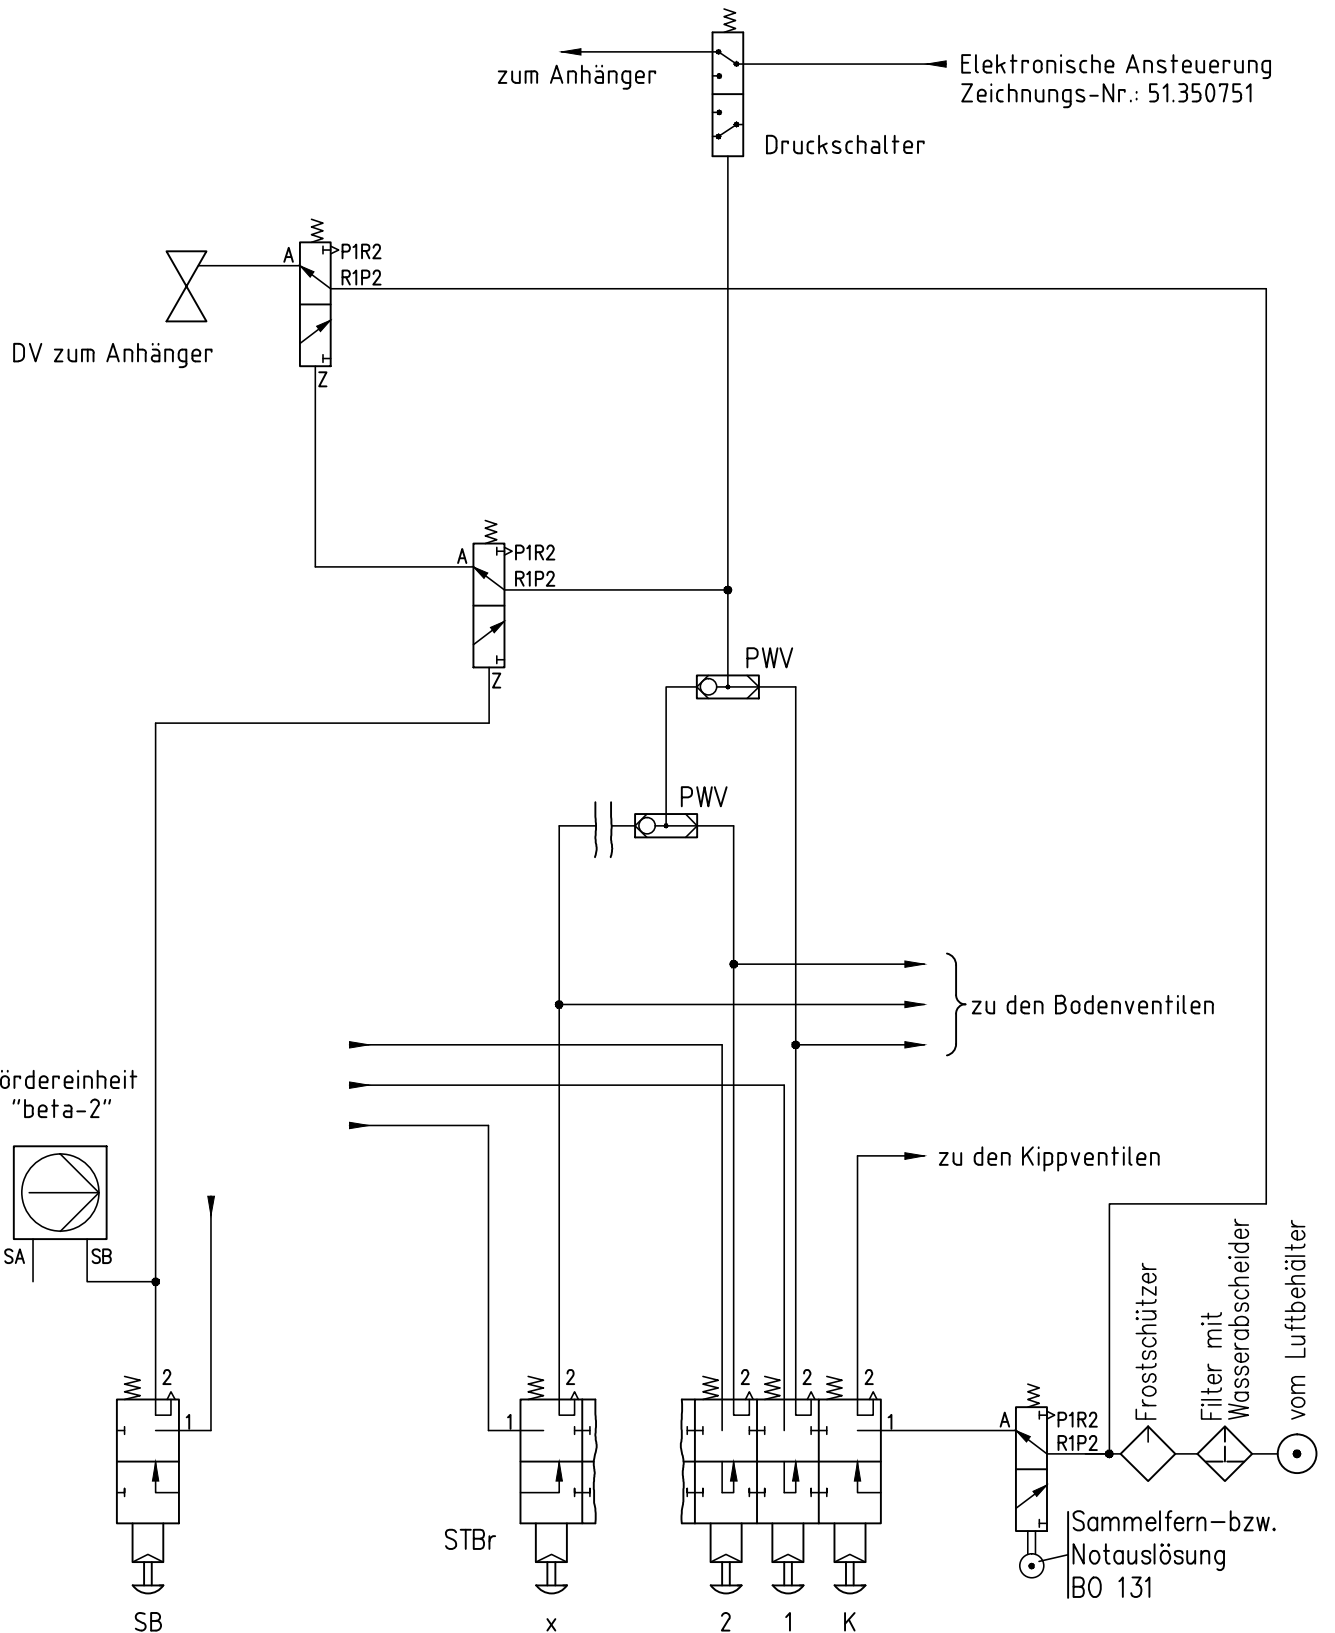 zum Anhänger
Elektronische Ansteuerung
Zeichnungs-Nr.: 51.350751
Druckschalter
A
P1R2
R1P2
DV zum Anhänger
Z
A
P1R2
R1P2
Z
PWV
PWV
zu den Bodenventilen
ördereinheit
"beta-2"
zu den Kippventilen
SA
SB
Frostschützer
Filter mit
Wasserabscheider
vom Luftbehälter
2
1
2
1
2
2
2
1
A
P1R2
R1P2
STBr
Sammelfern-bzw.
Notauslösung
BO 131
SB
x
2
1
K